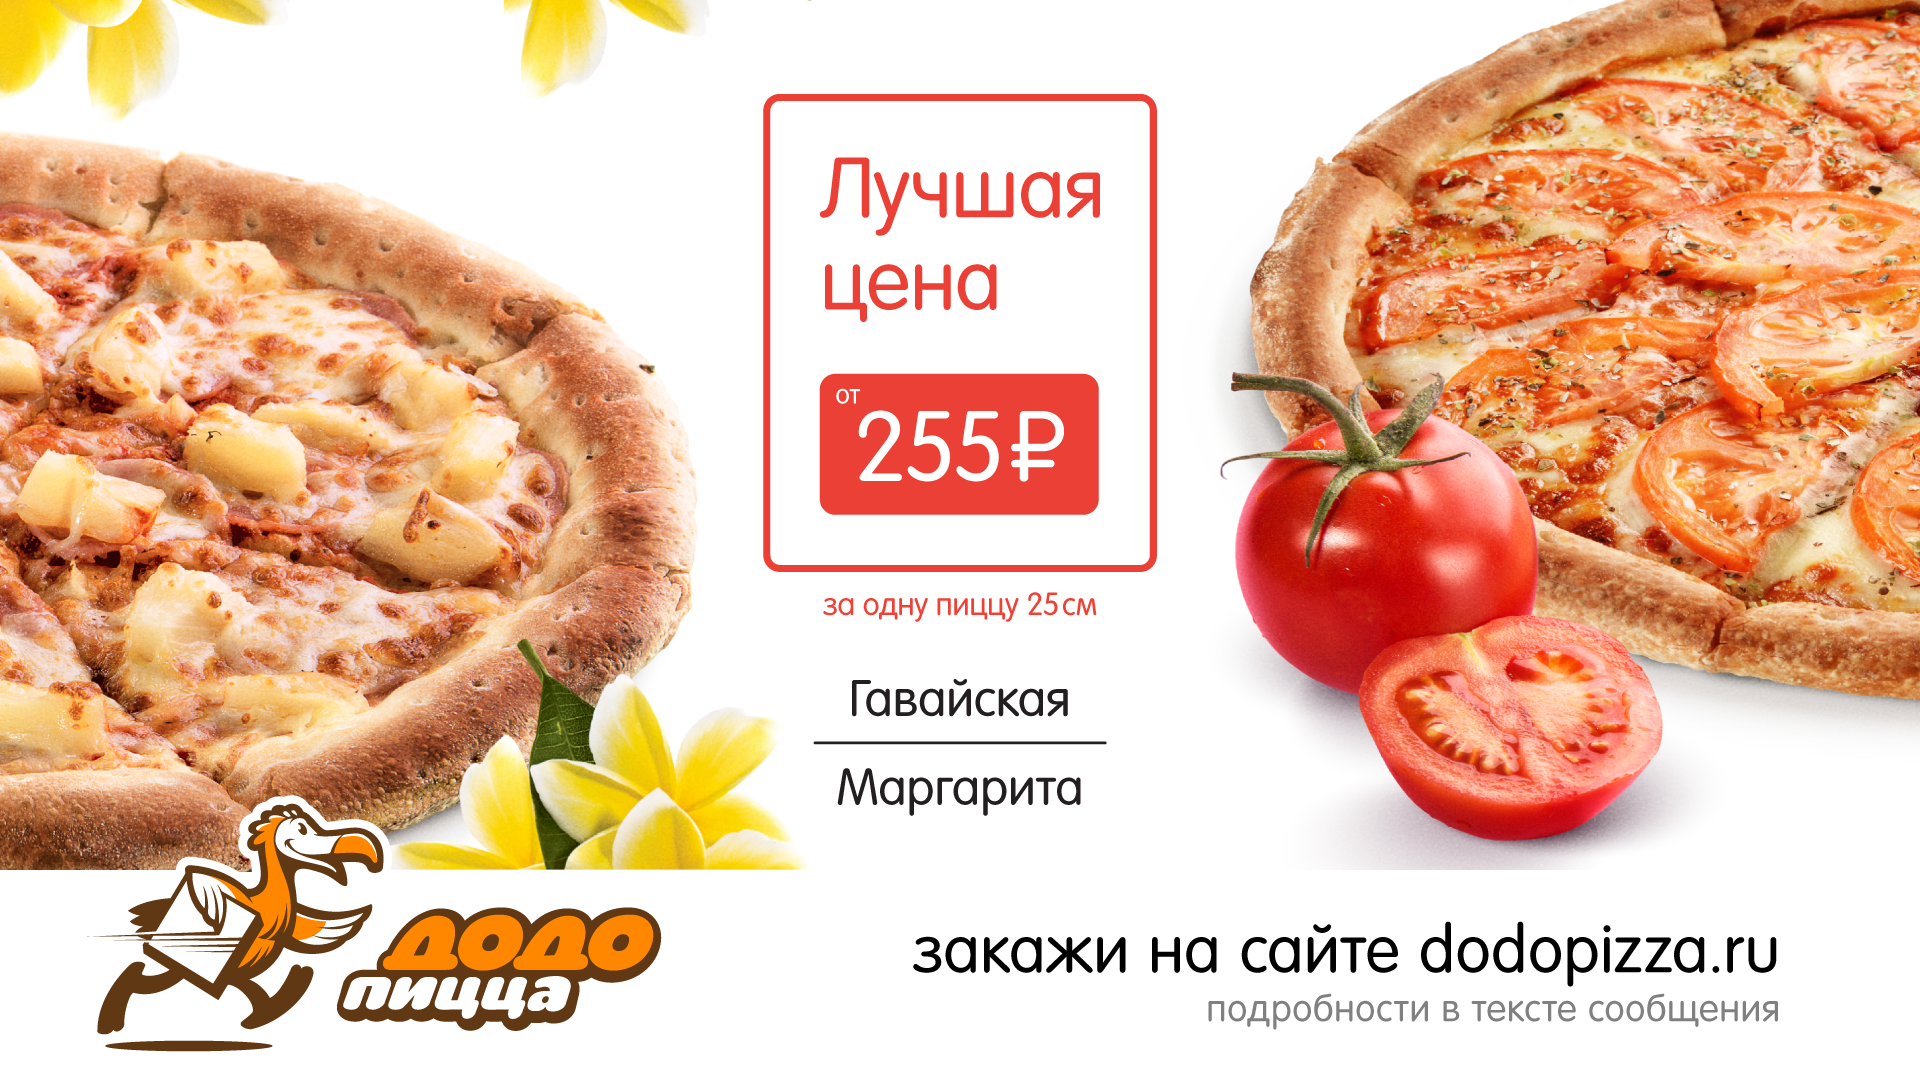 Лучшая
цена
от
255₽
за одну пиццу 25 см
Гавайская
Маргарита
додо
пицца
закажи на сайте dodopizza.ru
подробности в тексте сообщения